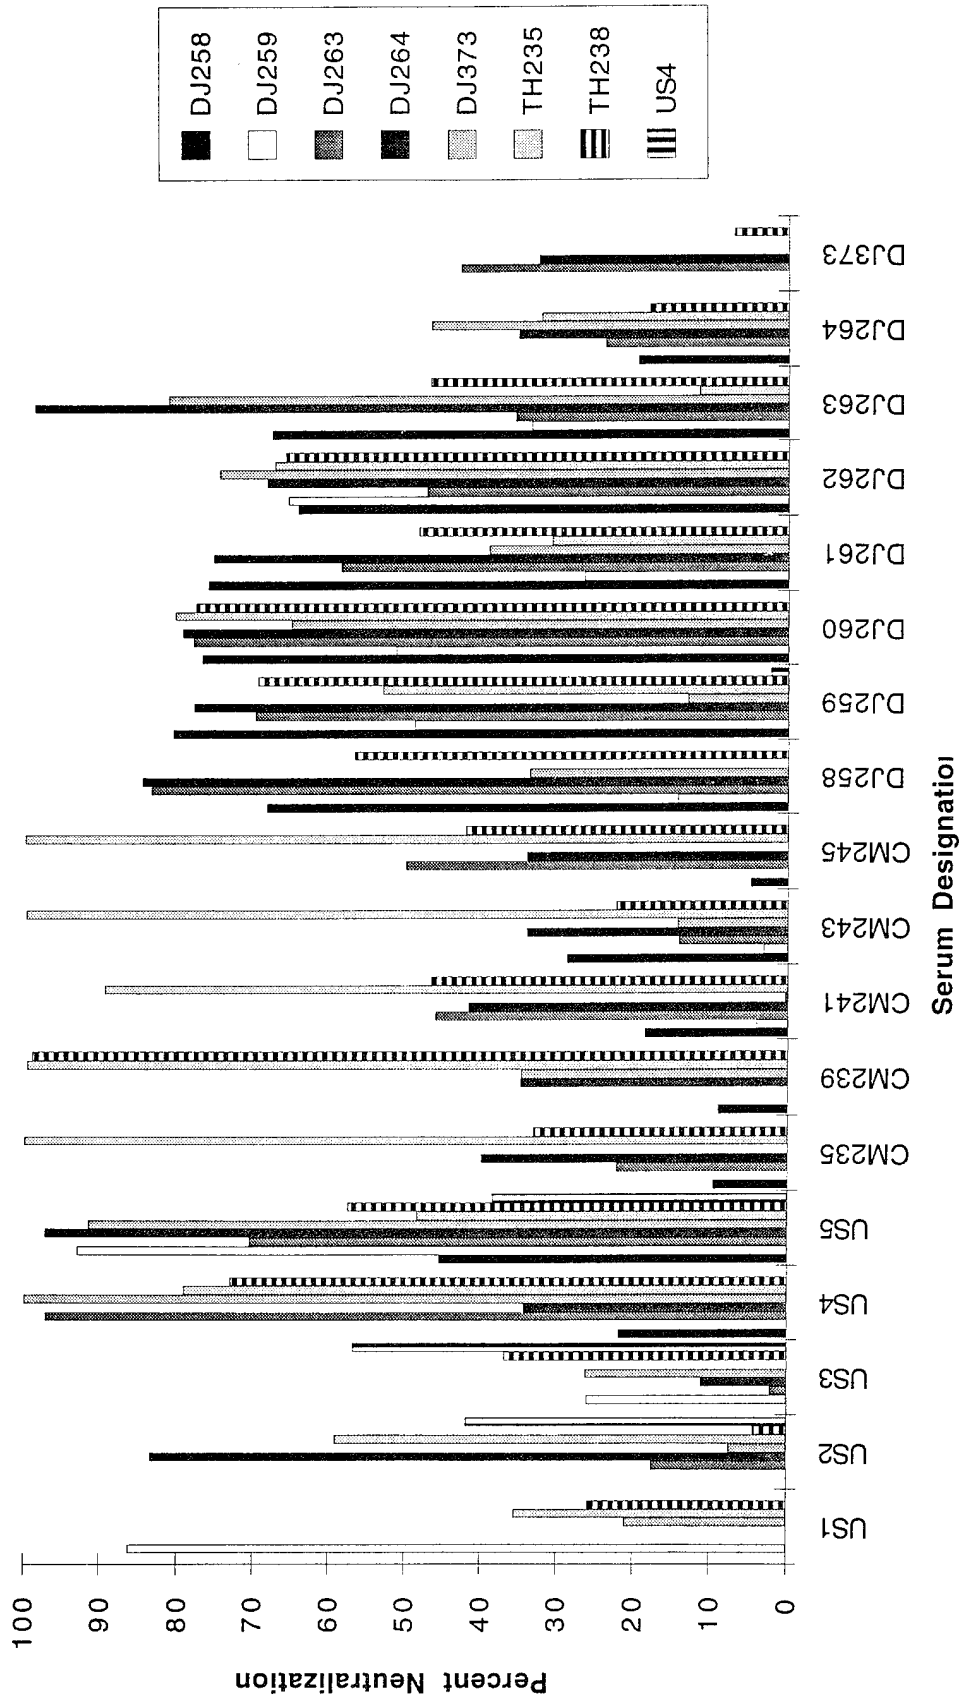 Percent Neutralization
100
90
80
70
60
50
40
30
20
10
0
US1
US2
US3
US4
US5
CM235
CM239
CM241
CM243
CM245
DJ258
DJ259
DJ260
DJ261
DJ262
DJ263
DJ264
DJ373
Serum Designation
DJ258
DJ259
DJ263
DJ264
DJ373
TH235
TH238
US4